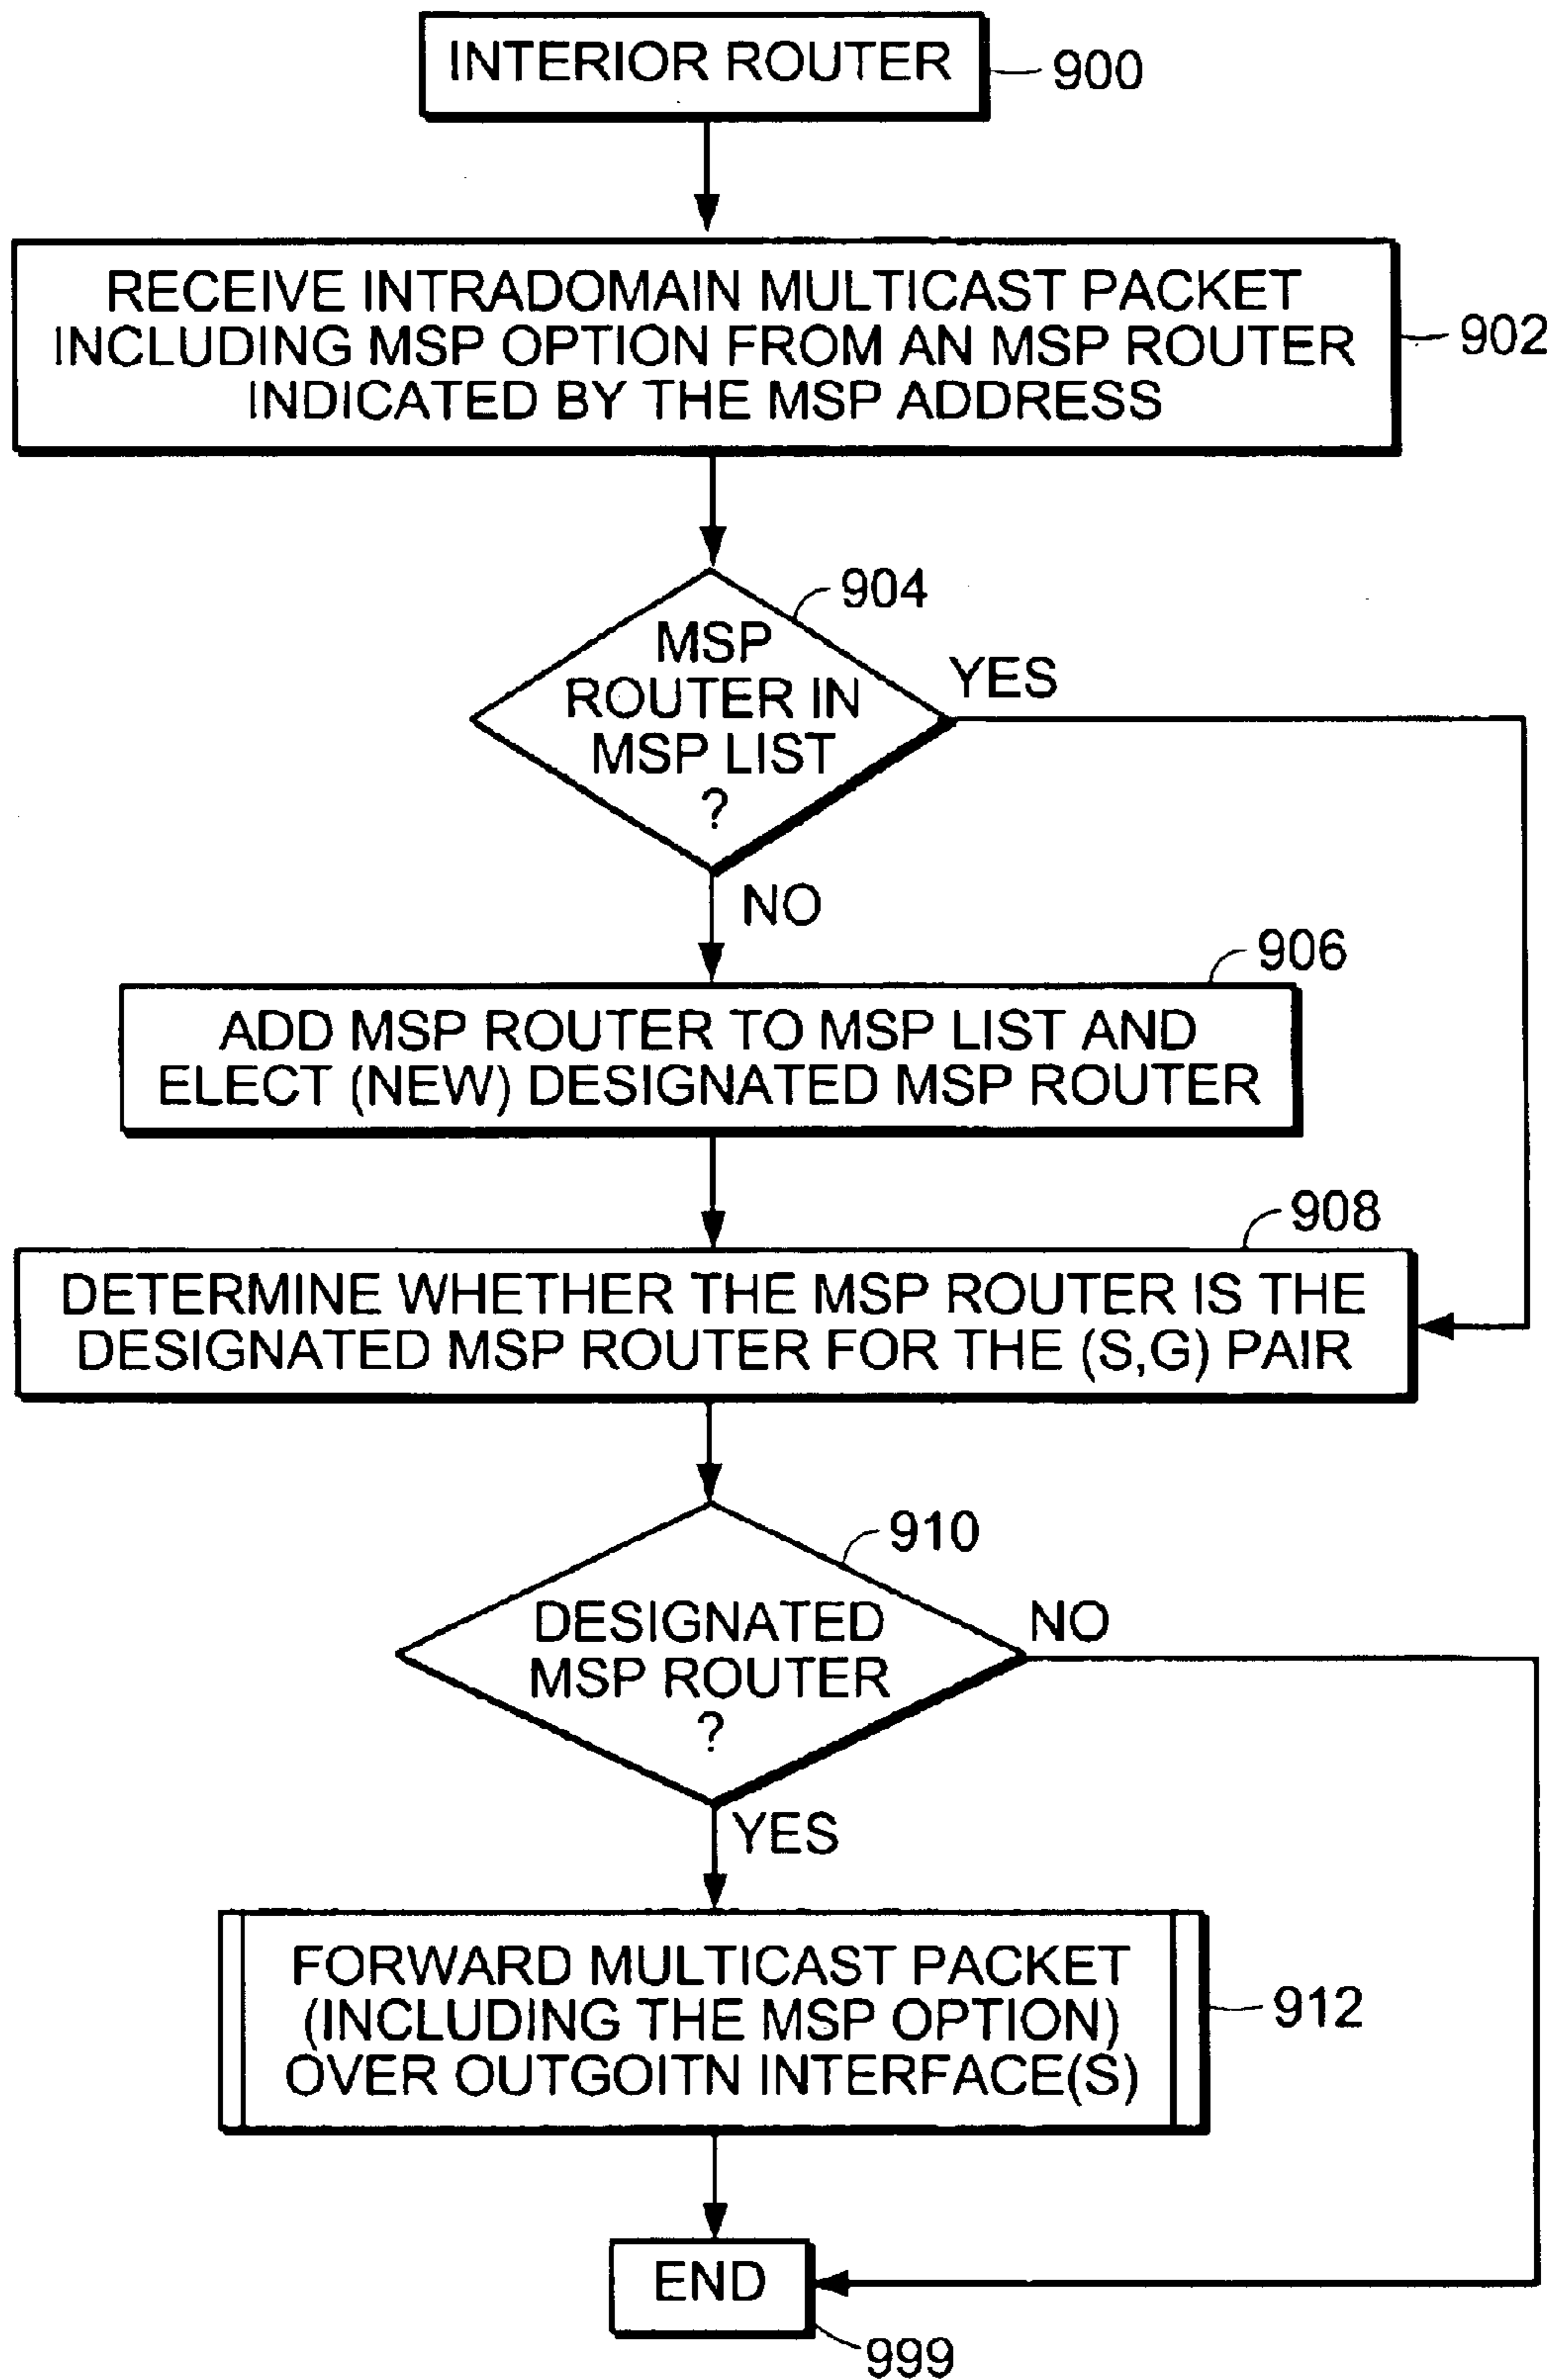 INTERIOR ROUTER
900
RECEIVE INTRADOMAIN MULTICAST PACKET
INCLUDING MSP OPTION FROM AN MSP ROUTER
INDICATED BY THE MSP ADDRESS
902
904
MSP
ROUTER IN
MSP LIST
?
YES
NO
906
ADD MSP ROUTER TO MSP LIST AND
ELECT (NEW) DESIGNATED MSP ROUTER
908
DETERMINE WHETHER THE MSP ROUTER IS THE
DESIGNATED MSP ROUTER FOR THE (S,G) PAIR
910
DESIGNATED
MSP ROUTER
?
NO
YES
FORWARD MULTICAST PACKET
(INCLUDING THE MSP OPTION)
OVER OUTGOITN INTERFACE(S)
912
END
999